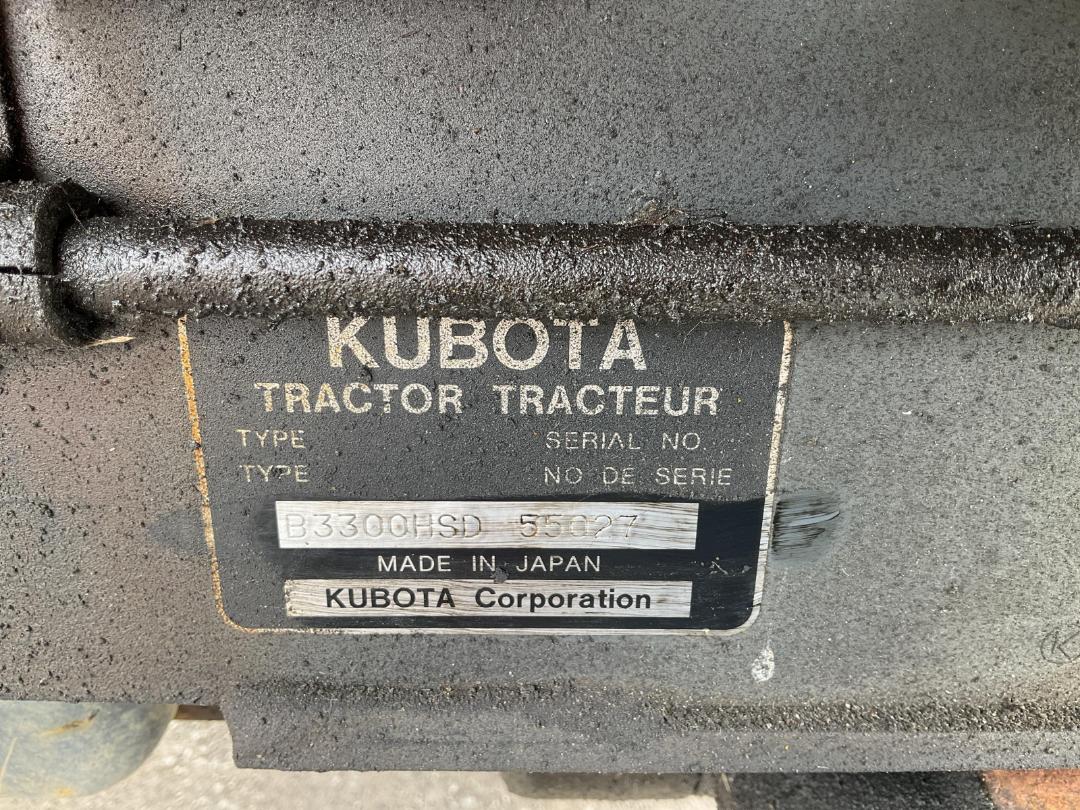 KUBOTA
TRACTOR TRACTEUR
TYPE SERIAL NO.
TYPE NO DE SERIE
B3300HSD 55027
MADE IN JAPAN
KUBOTA Corporation
K